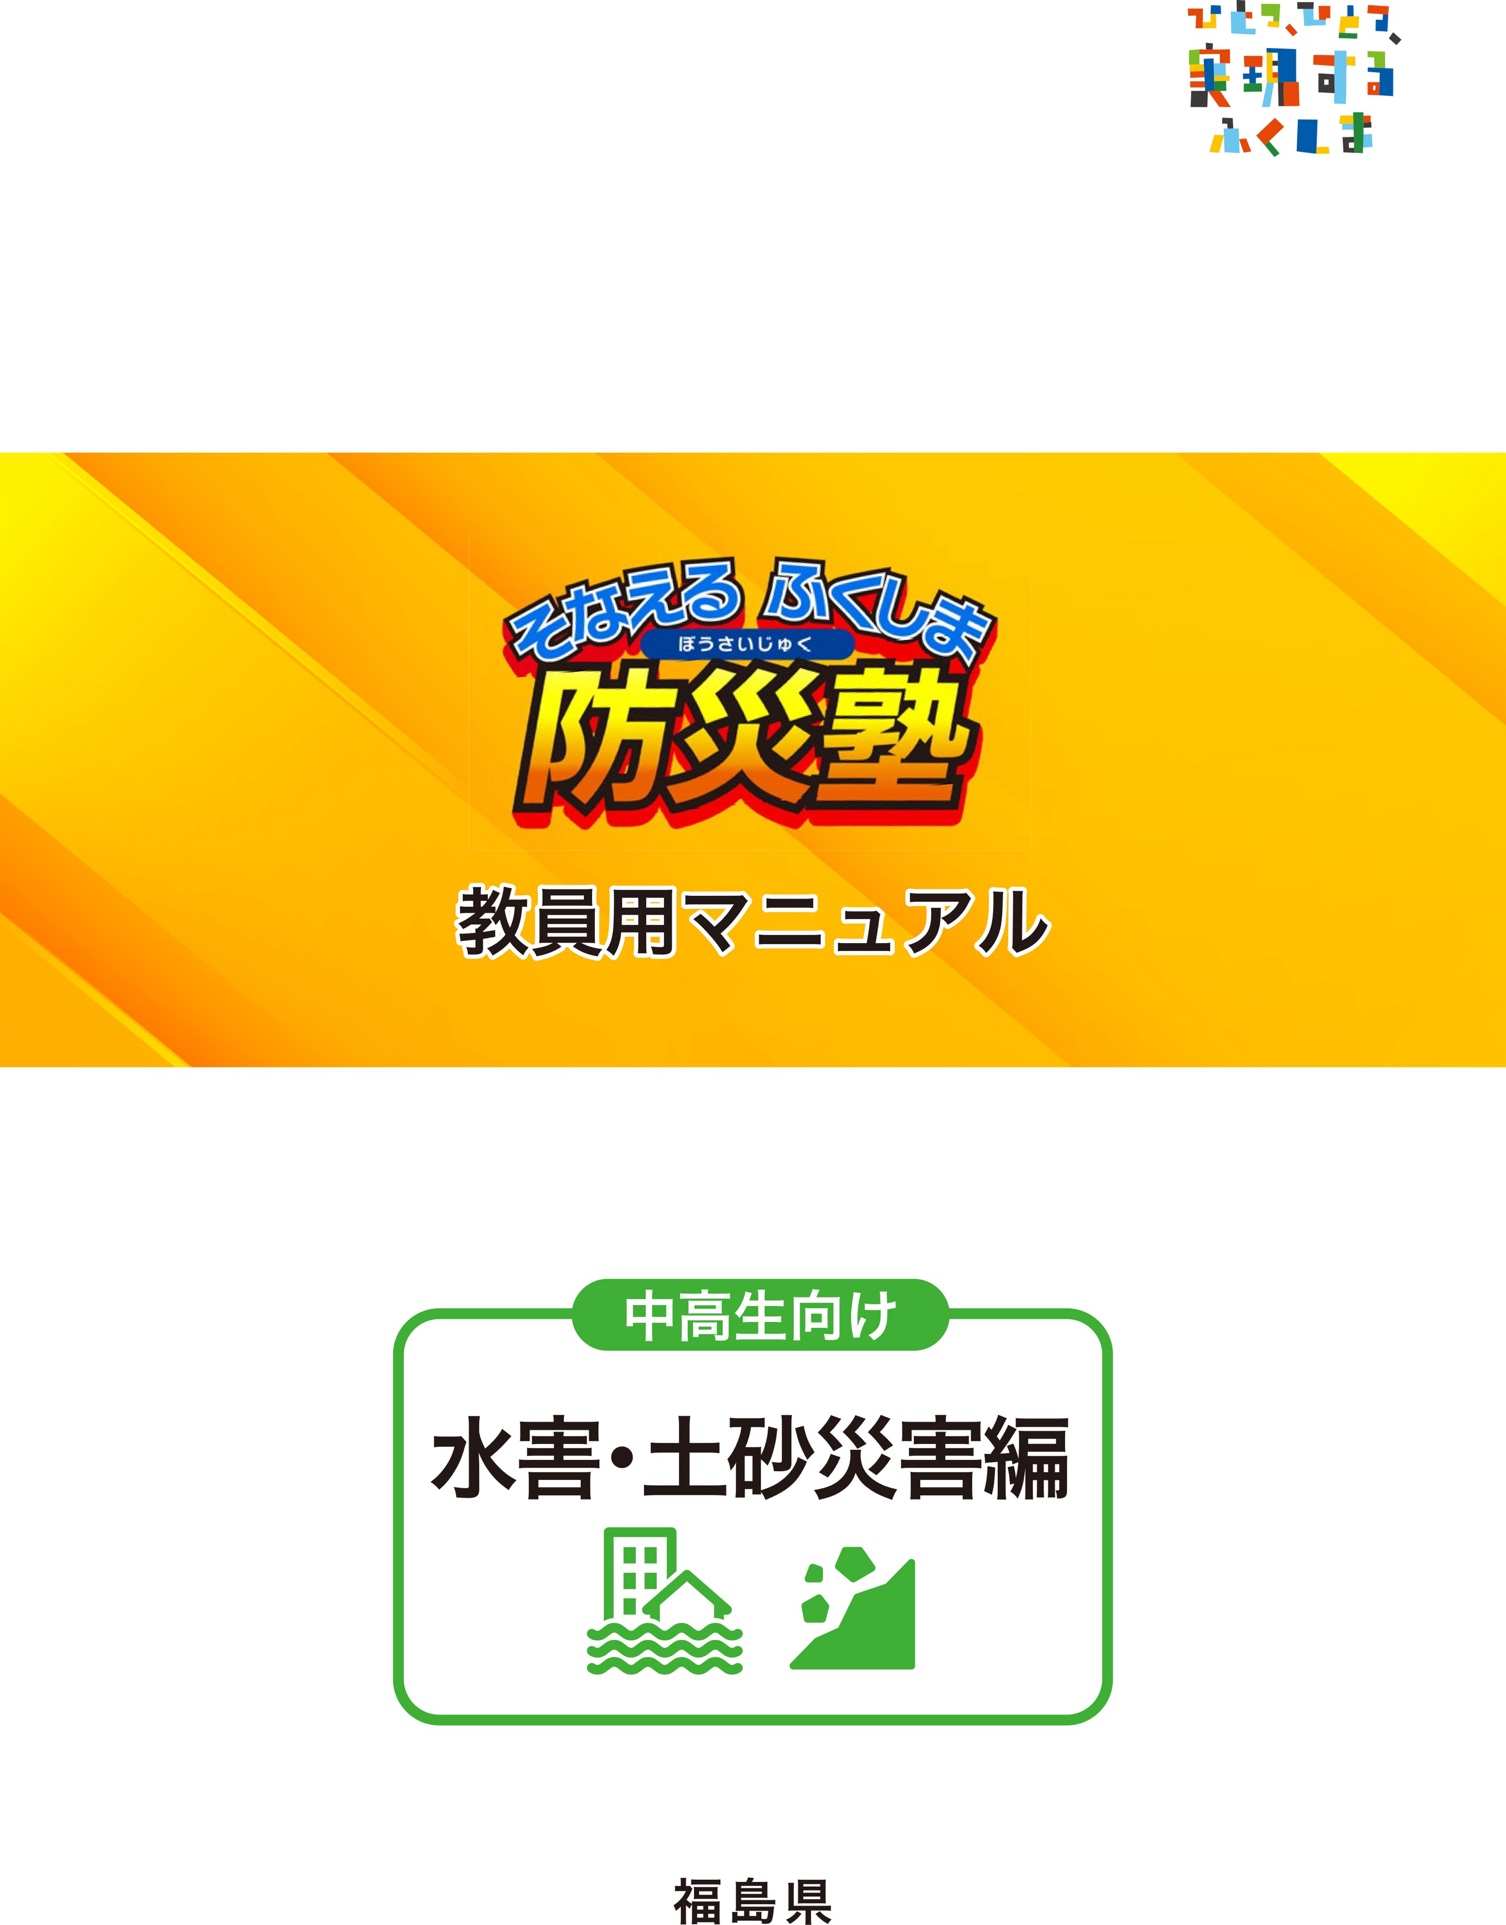 ひとつ、ひとつ、
実現する
ふくしま
そなえる ふくしま
ぼうさいじゅく
防災塾
教員用マニュアル
中高生向け
水害・土砂災害編
福島県